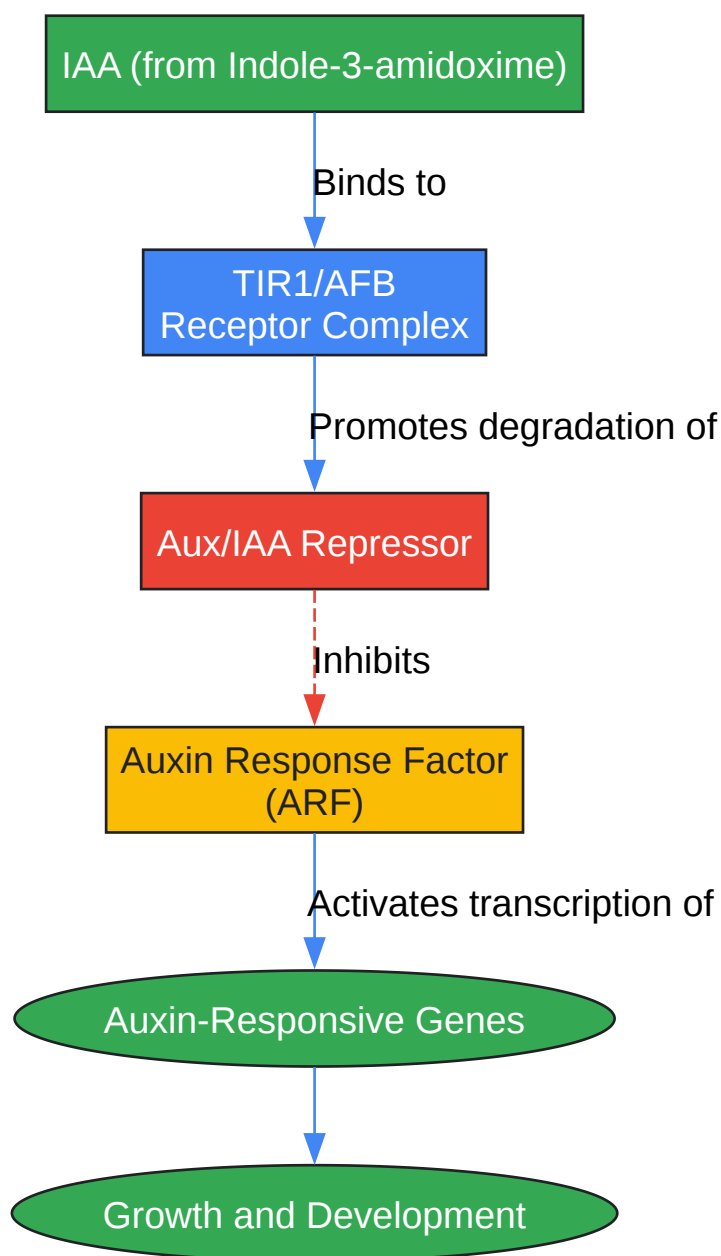 IAA (from Indole-3-amidoxime)
Binds to
TIR1/AFB
Receptor Complex
Promotes degradation of
Aux/IAA Repressor
Inhibits
Auxin Response Factor
(ARF)
Activates transcription of
Auxin-Responsive Genes
Growth and Development